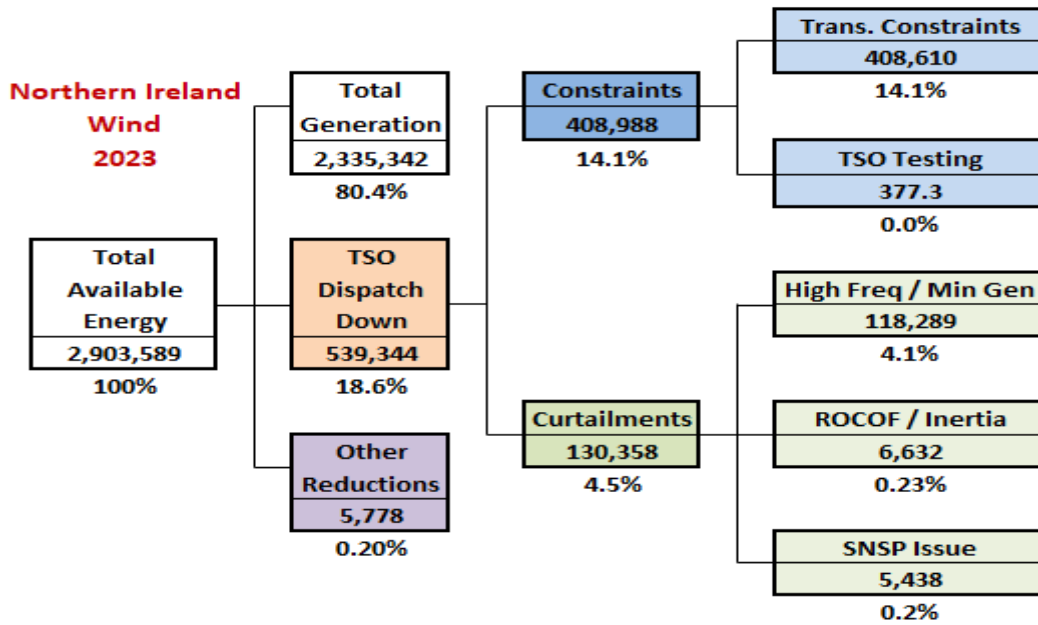 Northern Ireland
Wind
2023
Total
Available
Energy
2,903,589
100%
Total
Generation
2,335,342
80.4%
TSO
Dispatch
Down
539,344
18.6%
Other
Reductions
5,778
0.20%
Constraints
408,988
14.1%
Curtailments
130,358
4.5%
Trans. Constraints
408,610
14.1%
TSO Testing
377.3
0.0%
High Freq / Min Gen
118,289
4.1%
ROCOF / Inertia
6,632
0.23%
SNSP Issue
5,438
0.2%